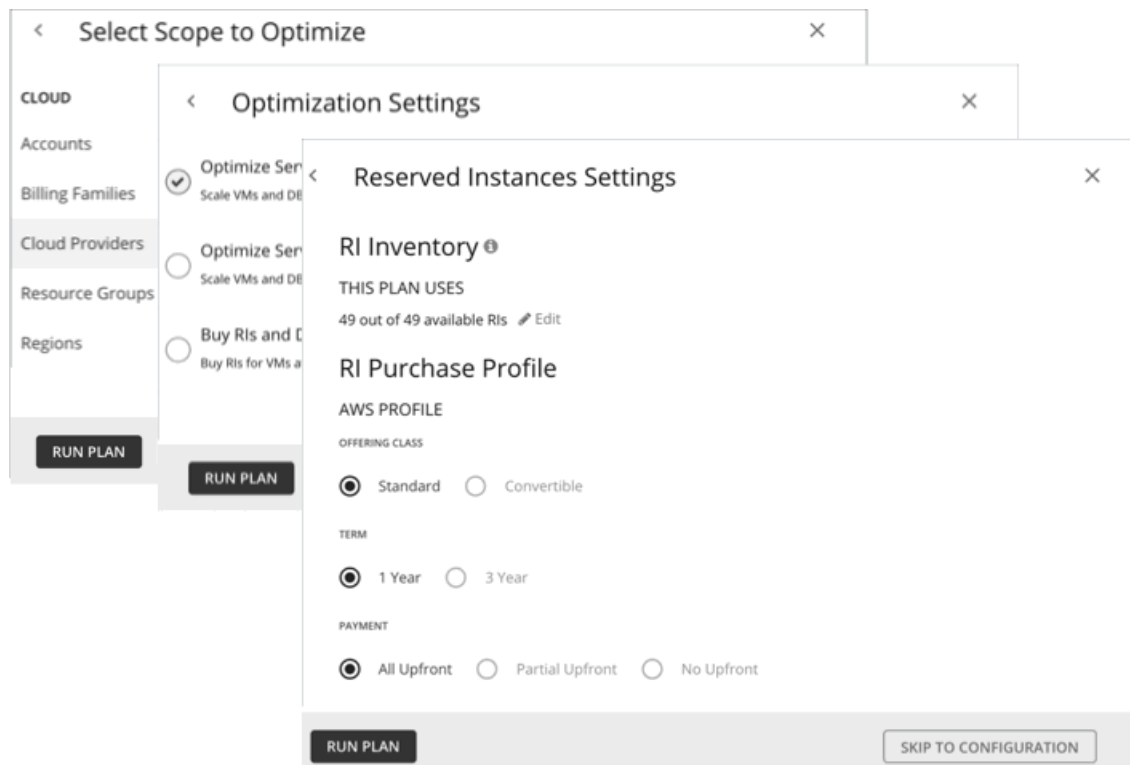 Select Scope to Optimize
CLOUD
Accounts
Billing Families
Cloud Providers
Resource Groups
Regions
RUN PLAN
Optimization Settings
Optimize Ser
Scale VMs and DB
Optimize Ser
Scale VMs and DB
Buy RIs and D
Buy RIs for VMs a
RUN PLAN
Reserved Instances Settings
RI Inventory
THIS PLAN USES
49 out of 49 available RIs Edit
RI Purchase Profile
AWS PROFILE
OFFERING CLASS
Standard Convertible
TERM
1 Year 3 Year
PAYMENT
All Upfront Partial Upfront No Upfront
RUN PLAN SKIP TO CONFIGURATION